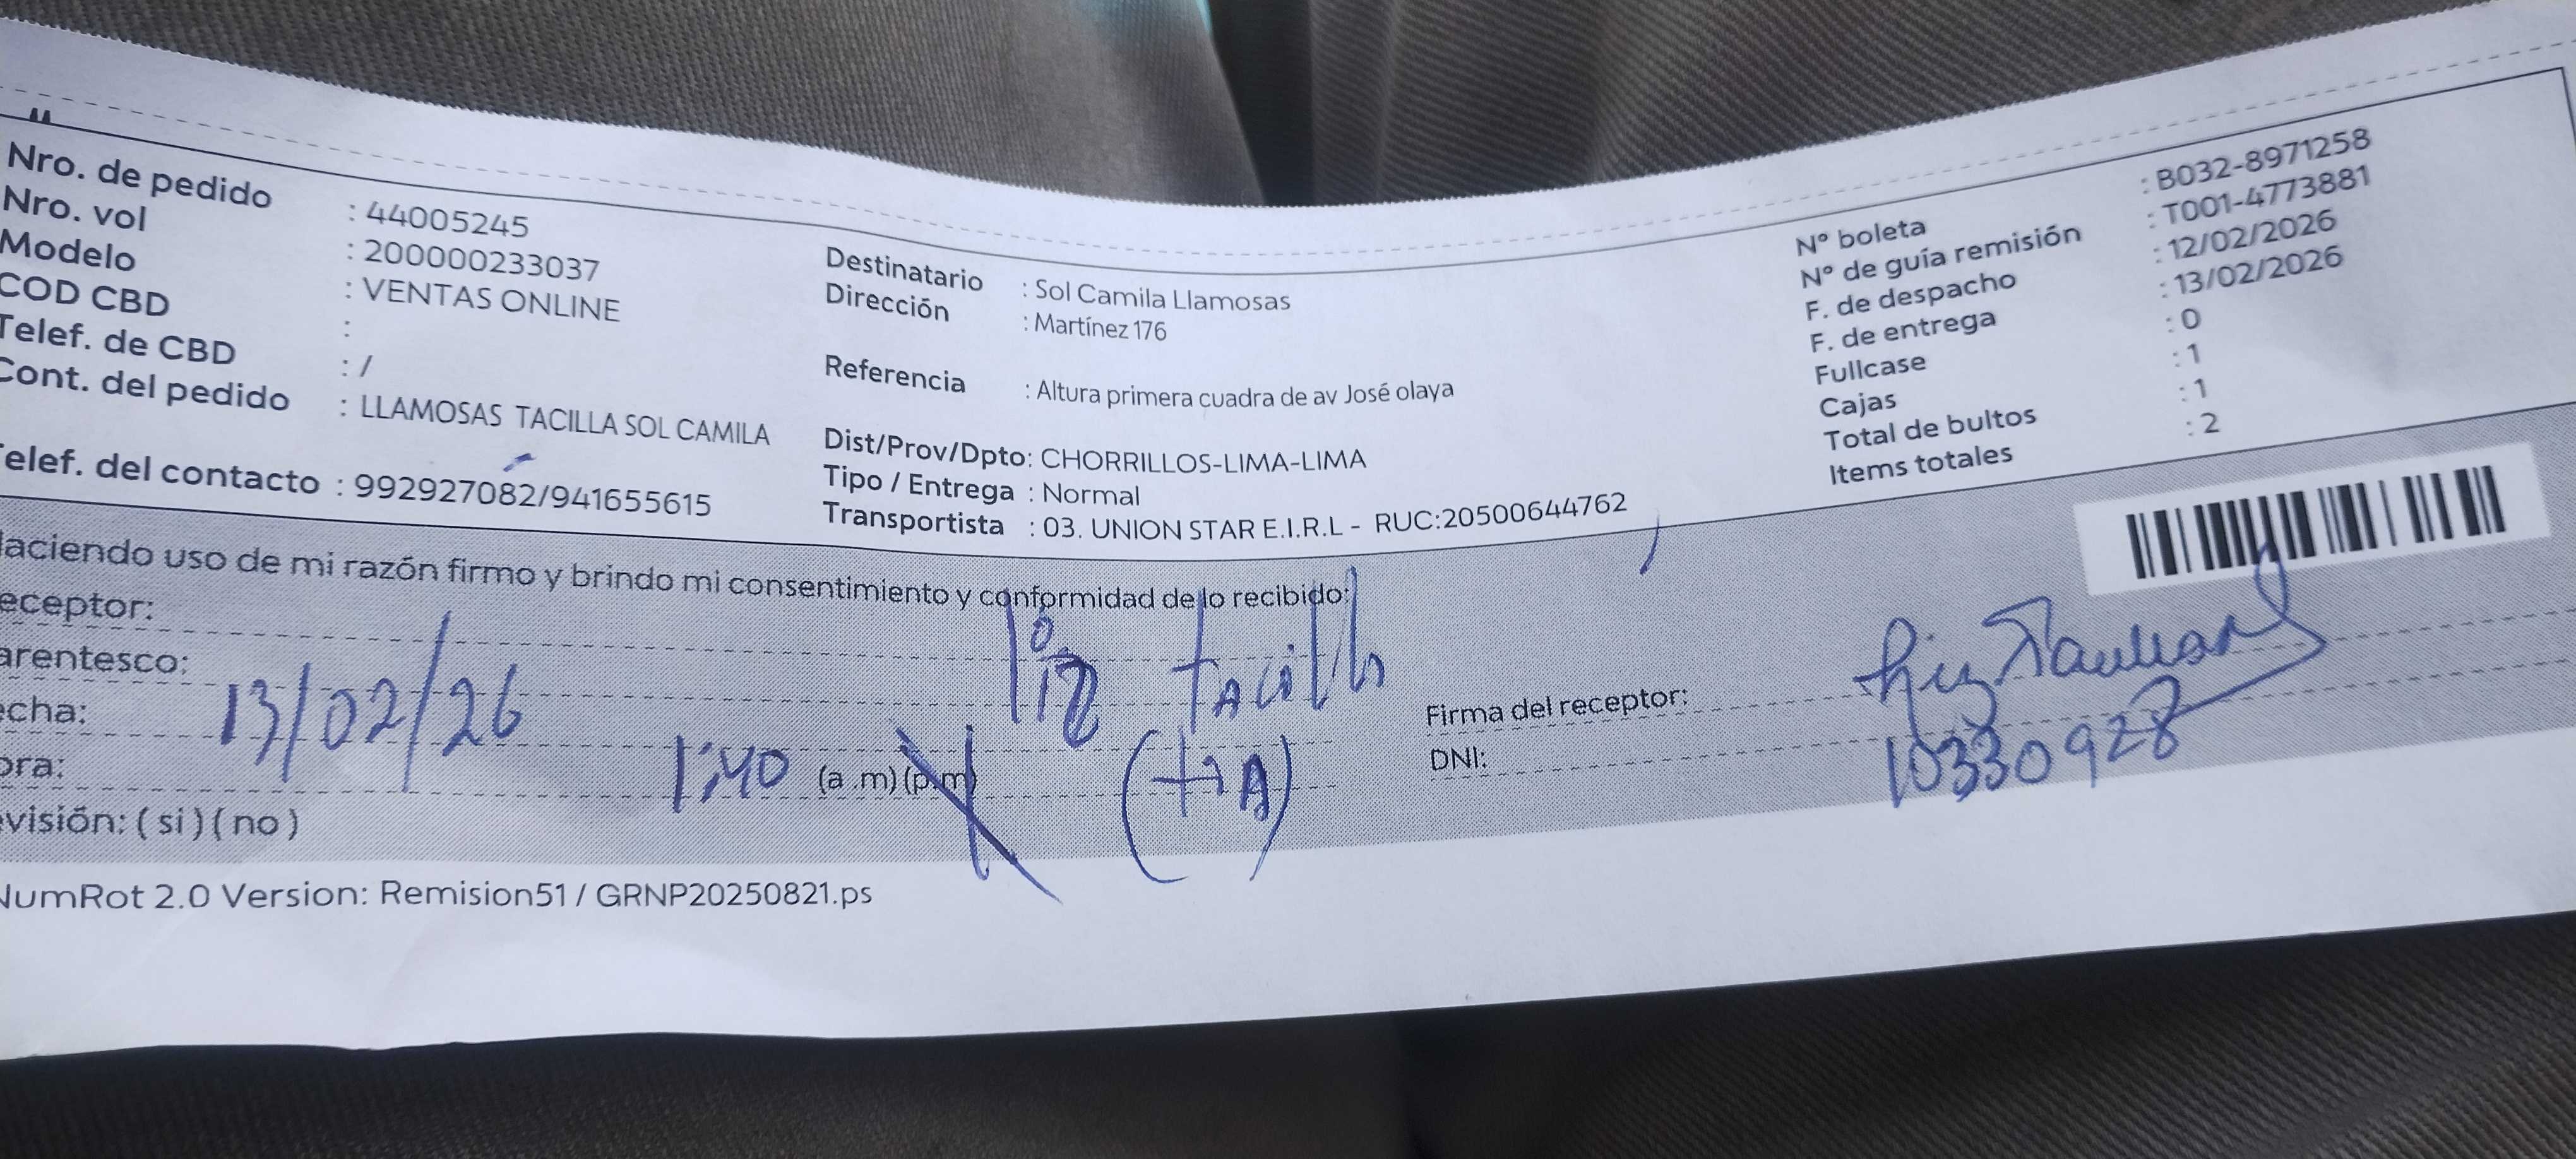 Nro. de pedido : 44005245
Nro. vol : 200000233037
Modelo : VENTAS ONLINE
COD CBD :
Telef. de CBD : /
Cont. del pedido : LLAMOSAS TACILLA SOL CAMILA
Telef. del contacto : 992927082/941655615
Destinatario : Sol Camila Llamosas
Dirección : Martínez 176
Referencia : Altura primera cuadra de av José olaya
Dist/Prov/Dpto: CHORRILLOS-LIMA-LIMA
Tipo / Entrega : Normal
Transportista : 03. UNION STAR E.I.R.L - RUC:20500644762
N° boleta : B032-8971258
N° de guía remisión : T001-4773881
F. de despacho : 12/02/2026
F. de entrega : 13/02/2026
Fullcase : 0
Cajas : 1
Total de bultos : 1
Items totales : 2
Haciendo uso de mi razón firmo y brindo mi consentimiento y conformidad de lo recibido:
eceptor: liz tacilla
arentesco: (tiA)
echa: 13/02/26
ora: 1:40 (a .m) (p.m)
evisión: ( si ) ( no )
Firma del receptor:
DNI: 10330928
NumRot 2.0 Version: Remision51 / GRNP20250821.ps